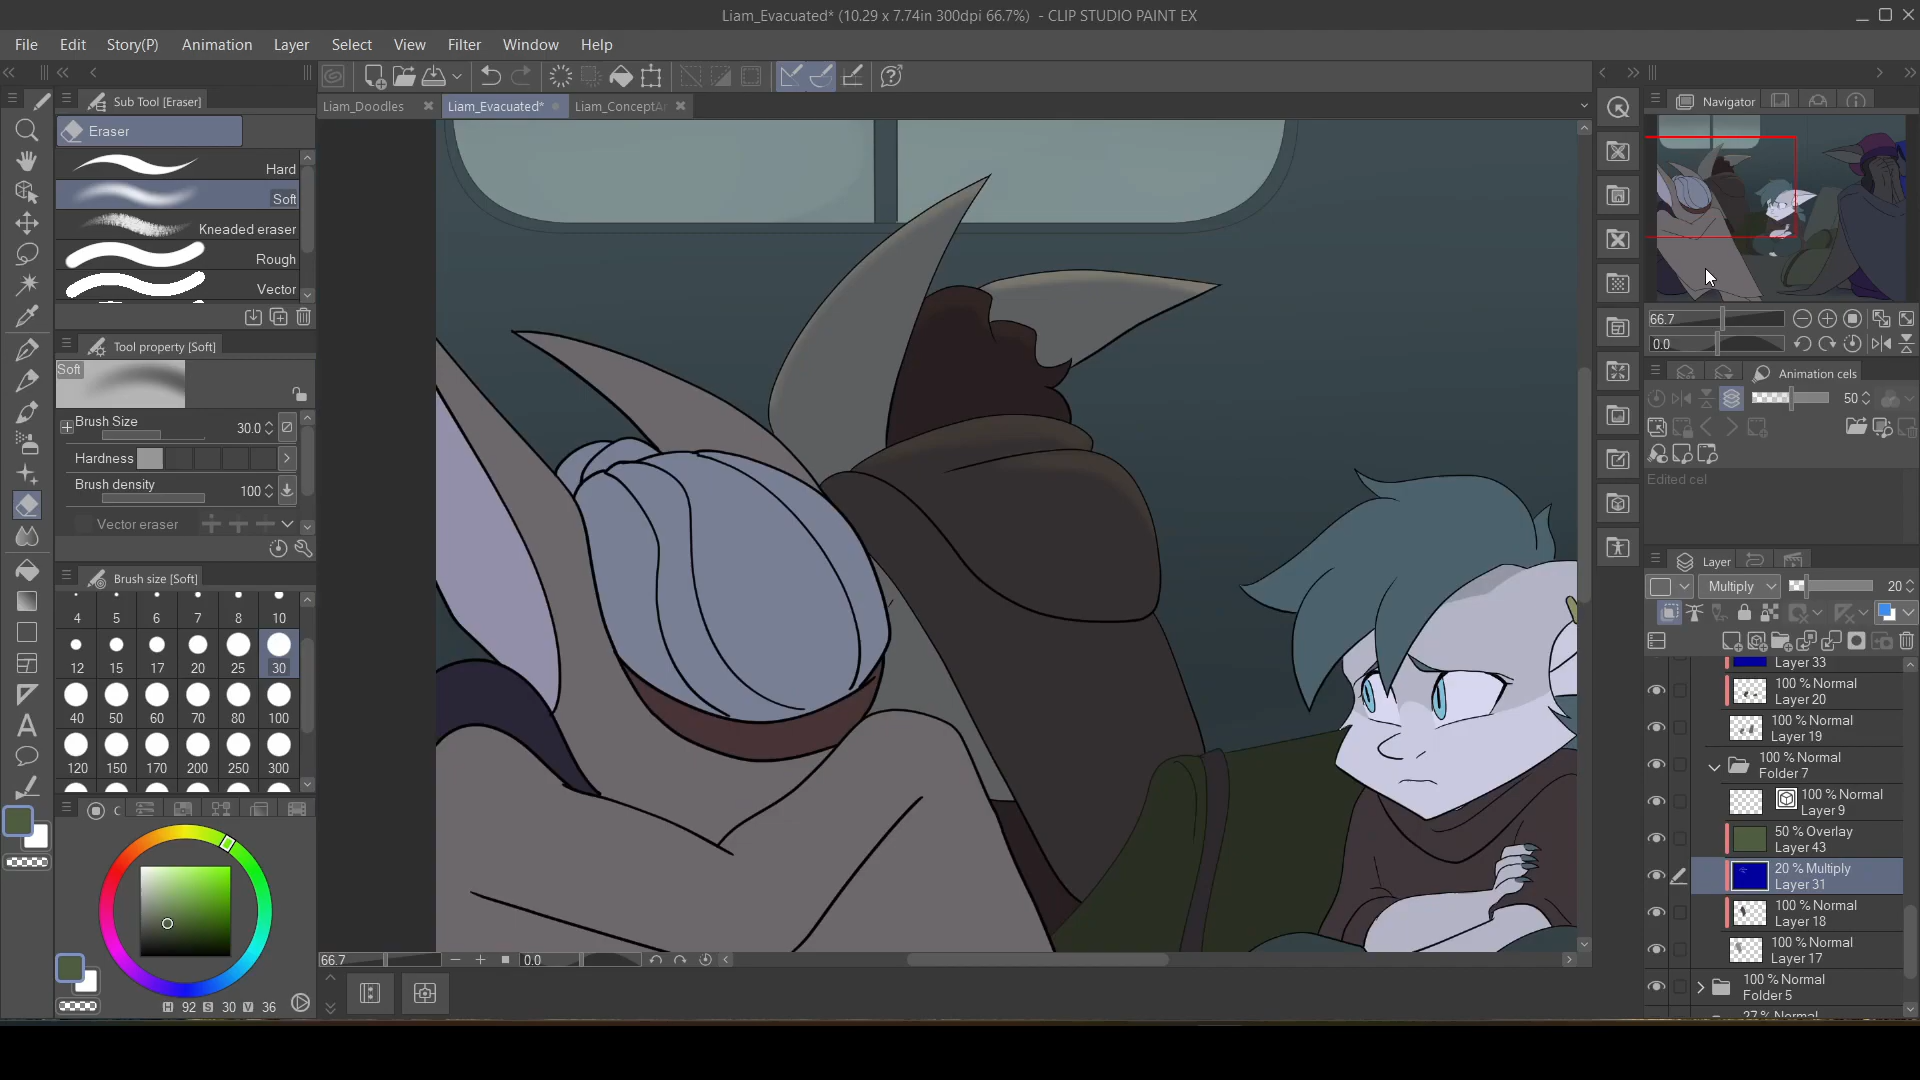 Liam_Evacuated* (10.29 x 7.74in 300dpi 66.7%) - CLIP STUDIO PAINT EX
File Edit Story(P) Animation Layer Select View Filter Window Help
Sub Tool [Eraser]
Liam_Doodles Liam_Evacuated* Liam_ConceptAr
Navigator
Eraser
Hard
Soft
Kneaded eraser
Rough
Vector
66.7
0.0
Tool property [Soft]
Soft
Animation cels
50
Brush Size 30.0
Hardness
Brush density 100
Edited cel
Vector eraser
Layer
Brush size [Soft]
Multiply 20
4 5 6 7 8 10
12 15 17 20 25 30
40 50 60 70 80 100
120 150 170 200 250 300
Layer 33
100 % Normal
Layer 20
100 % Normal
Layer 19
100 % Normal
Folder 7
100 % Normal
Layer 9
50 % Overlay
Layer 43
20 % Multiply
Layer 31
100 % Normal
Layer 18
100 % Normal
Layer 17
100 % Normal
Folder 5
27 % Normal
66.7 0.0
H 92 S 30 V 36